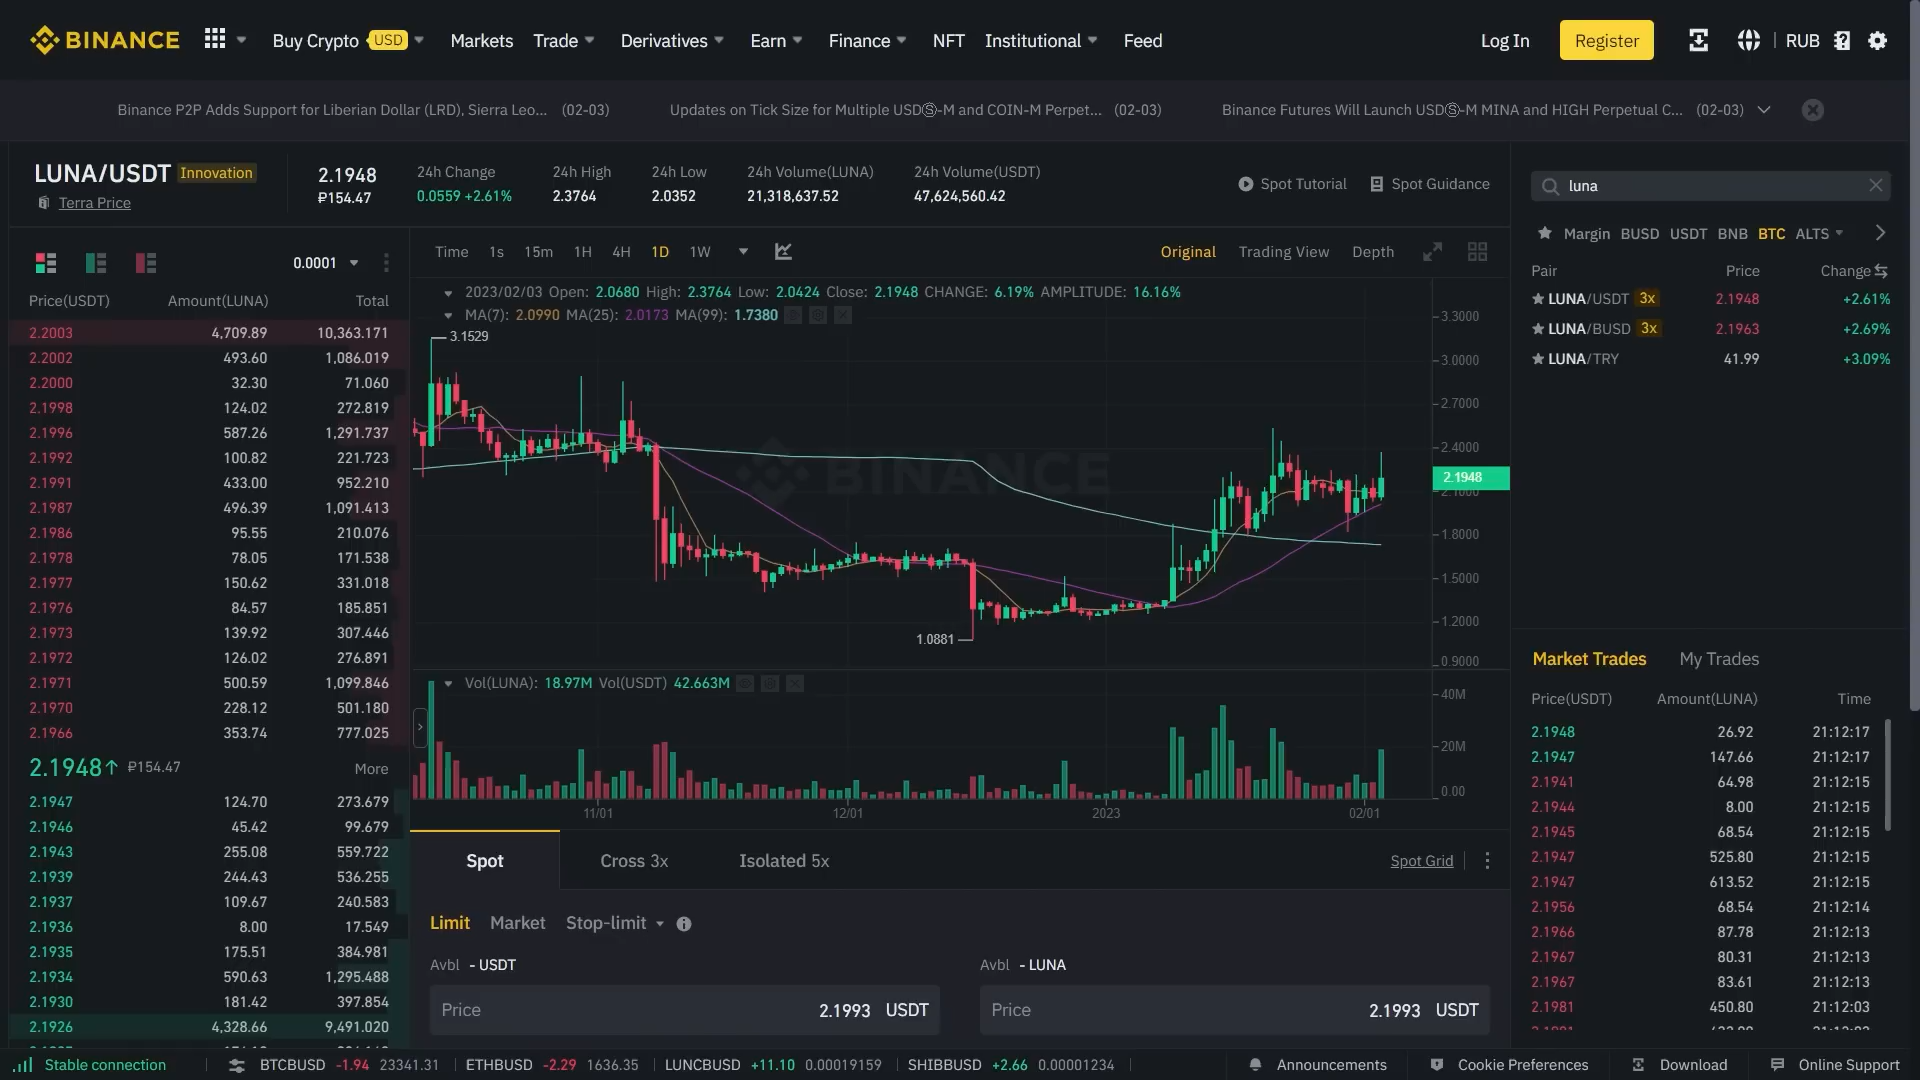 BINANCE
Buy Crypto USD Markets Trade Derivatives Earn Finance NFT Institutional Feed Log In Register RUB
Binance P2P Adds Support for Liberian Dollar (LRD), Sierra Leo... (02-03) Updates on Tick Size for Multiple USDⓈ-M and COIN-M Perpet... (02-03) Binance Futures Will Launch USDⓈ-M MINA and HIGH Perpetual C... (02-03)
LUNA/USDT Innovation
Terra Price
2.1948
₽154.47
24h Change
0.0559 +2.61%
24h High
2.3764
24h Low
2.0352
24h Volume(LUNA)
21,318,637.52
24h Volume(USDT)
47,624,560.42
Spot Tutorial Spot Guidance
0.0001
Price(USDT) Amount(LUNA) Total
2.2003 4,709.89 10,363.171
2.2002 493.60 1,086.019
2.2000 32.30 71.060
2.1998 124.02 272.819
2.1996 587.26 1,291.737
2.1992 100.82 221.723
2.1991 433.00 952.210
2.1987 496.39 1,091.413
2.1986 95.55 210.076
2.1978 78.05 171.538
2.1977 150.62 331.018
2.1976 84.57 185.851
2.1973 139.92 307.446
2.1972 126.02 276.891
2.1971 500.59 1,099.846
2.1970 228.12 501.180
2.1966 353.74 777.025
2.1948↑ ₽154.47 More
2.1947 124.70 273.679
2.1946 45.42 99.679
2.1943 255.08 559.722
2.1939 244.43 536.255
2.1937 109.67 240.583
2.1936 8.00 17.549
2.1935 175.51 384.981
2.1934 590.63 1,295.488
2.1930 181.42 397.854
2.1926 4,328.66 9,491.020
Time 1s 15m 1H 4H 1D 1W Original Trading View Depth
2023/02/03 Open: 2.0680 High: 2.3764 Low: 2.0424 Close: 2.1948 CHANGE: 6.19% AMPLITUDE: 16.16%
MA(7): 2.0990 MA(25): 2.0173 MA(99): 1.7380
3.1529
BINANCE
1.0881
3.3000
3.0000
2.7000
2.4000
2.1948
2.1000
1.8000
1.5000
1.2000
0.9000
Vol(LUNA): 18.97M Vol(USDT) 42.663M
40M
20M
0.00
11/01 12/01 2023 02/01
Spot Cross 3x Isolated 5x Spot Grid
Limit Market Stop-limit
Avbl - USDT Avbl - LUNA
Price 2.1993 USDT Price 2.1993 USDT
luna
Margin BUSD USDT BNB BTC ALTS
Pair Price Change
LUNA/USDT 3x 2.1948 +2.61%
LUNA/BUSD 3x 2.1963 +2.69%
LUNA/TRY 41.99 +3.09%
Market Trades My Trades
Price(USDT) Amount(LUNA) Time
2.1948 26.92 21:12:17
2.1947 147.66 21:12:17
2.1941 64.98 21:12:15
2.1944 8.00 21:12:15
2.1945 68.54 21:12:15
2.1947 525.80 21:12:15
2.1947 613.52 21:12:15
2.1956 68.54 21:12:14
2.1966 87.78 21:12:13
2.1967 80.31 21:12:13
2.1967 83.61 21:12:13
2.1981 450.80 21:12:03
Stable connection BTCBUSD -1.94 23341.31 ETHBUSD -2.29 1636.35 LUNCBUSD +11.10 0.00019159 SHIBBUSD +2.66 0.00001234 Announcements Cookie Preferences Download Online Support